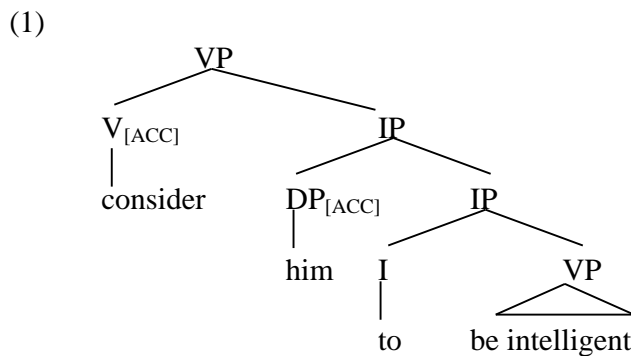 (1)
VP
V[ACC] IP
consider DP[ACC] IP
him I VP
to be intelligent